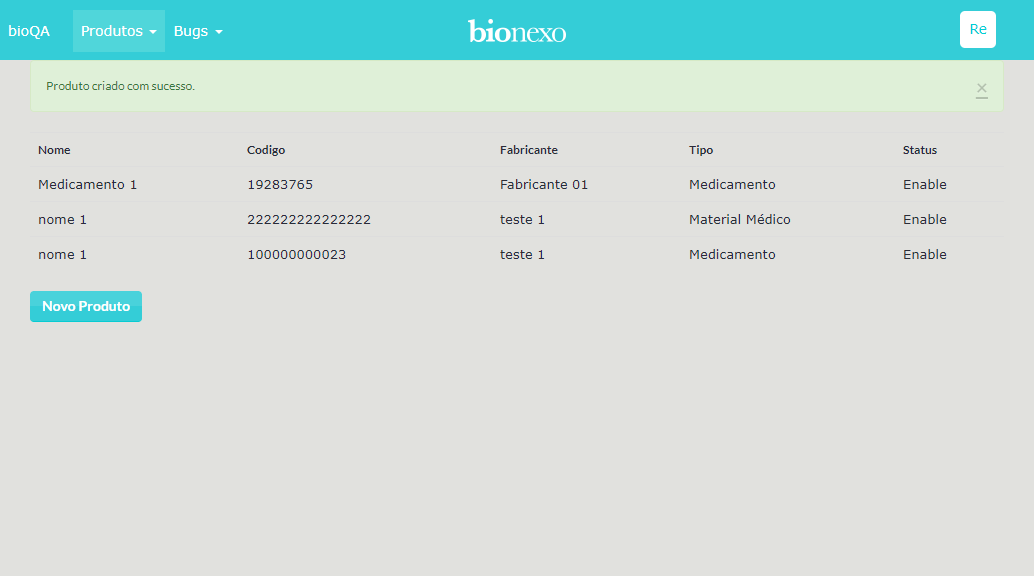 bioQA Produtos Bugs bionexo Re
Produto criado com sucesso. ×
Nome Codigo Fabricante Tipo Status
Medicamento 1 19283765 Fabricante 01 Medicamento Enable
nome 1 222222222222222 teste 1 Material Médico Enable
nome 1 100000000023 teste 1 Medicamento Enable
Novo Produto